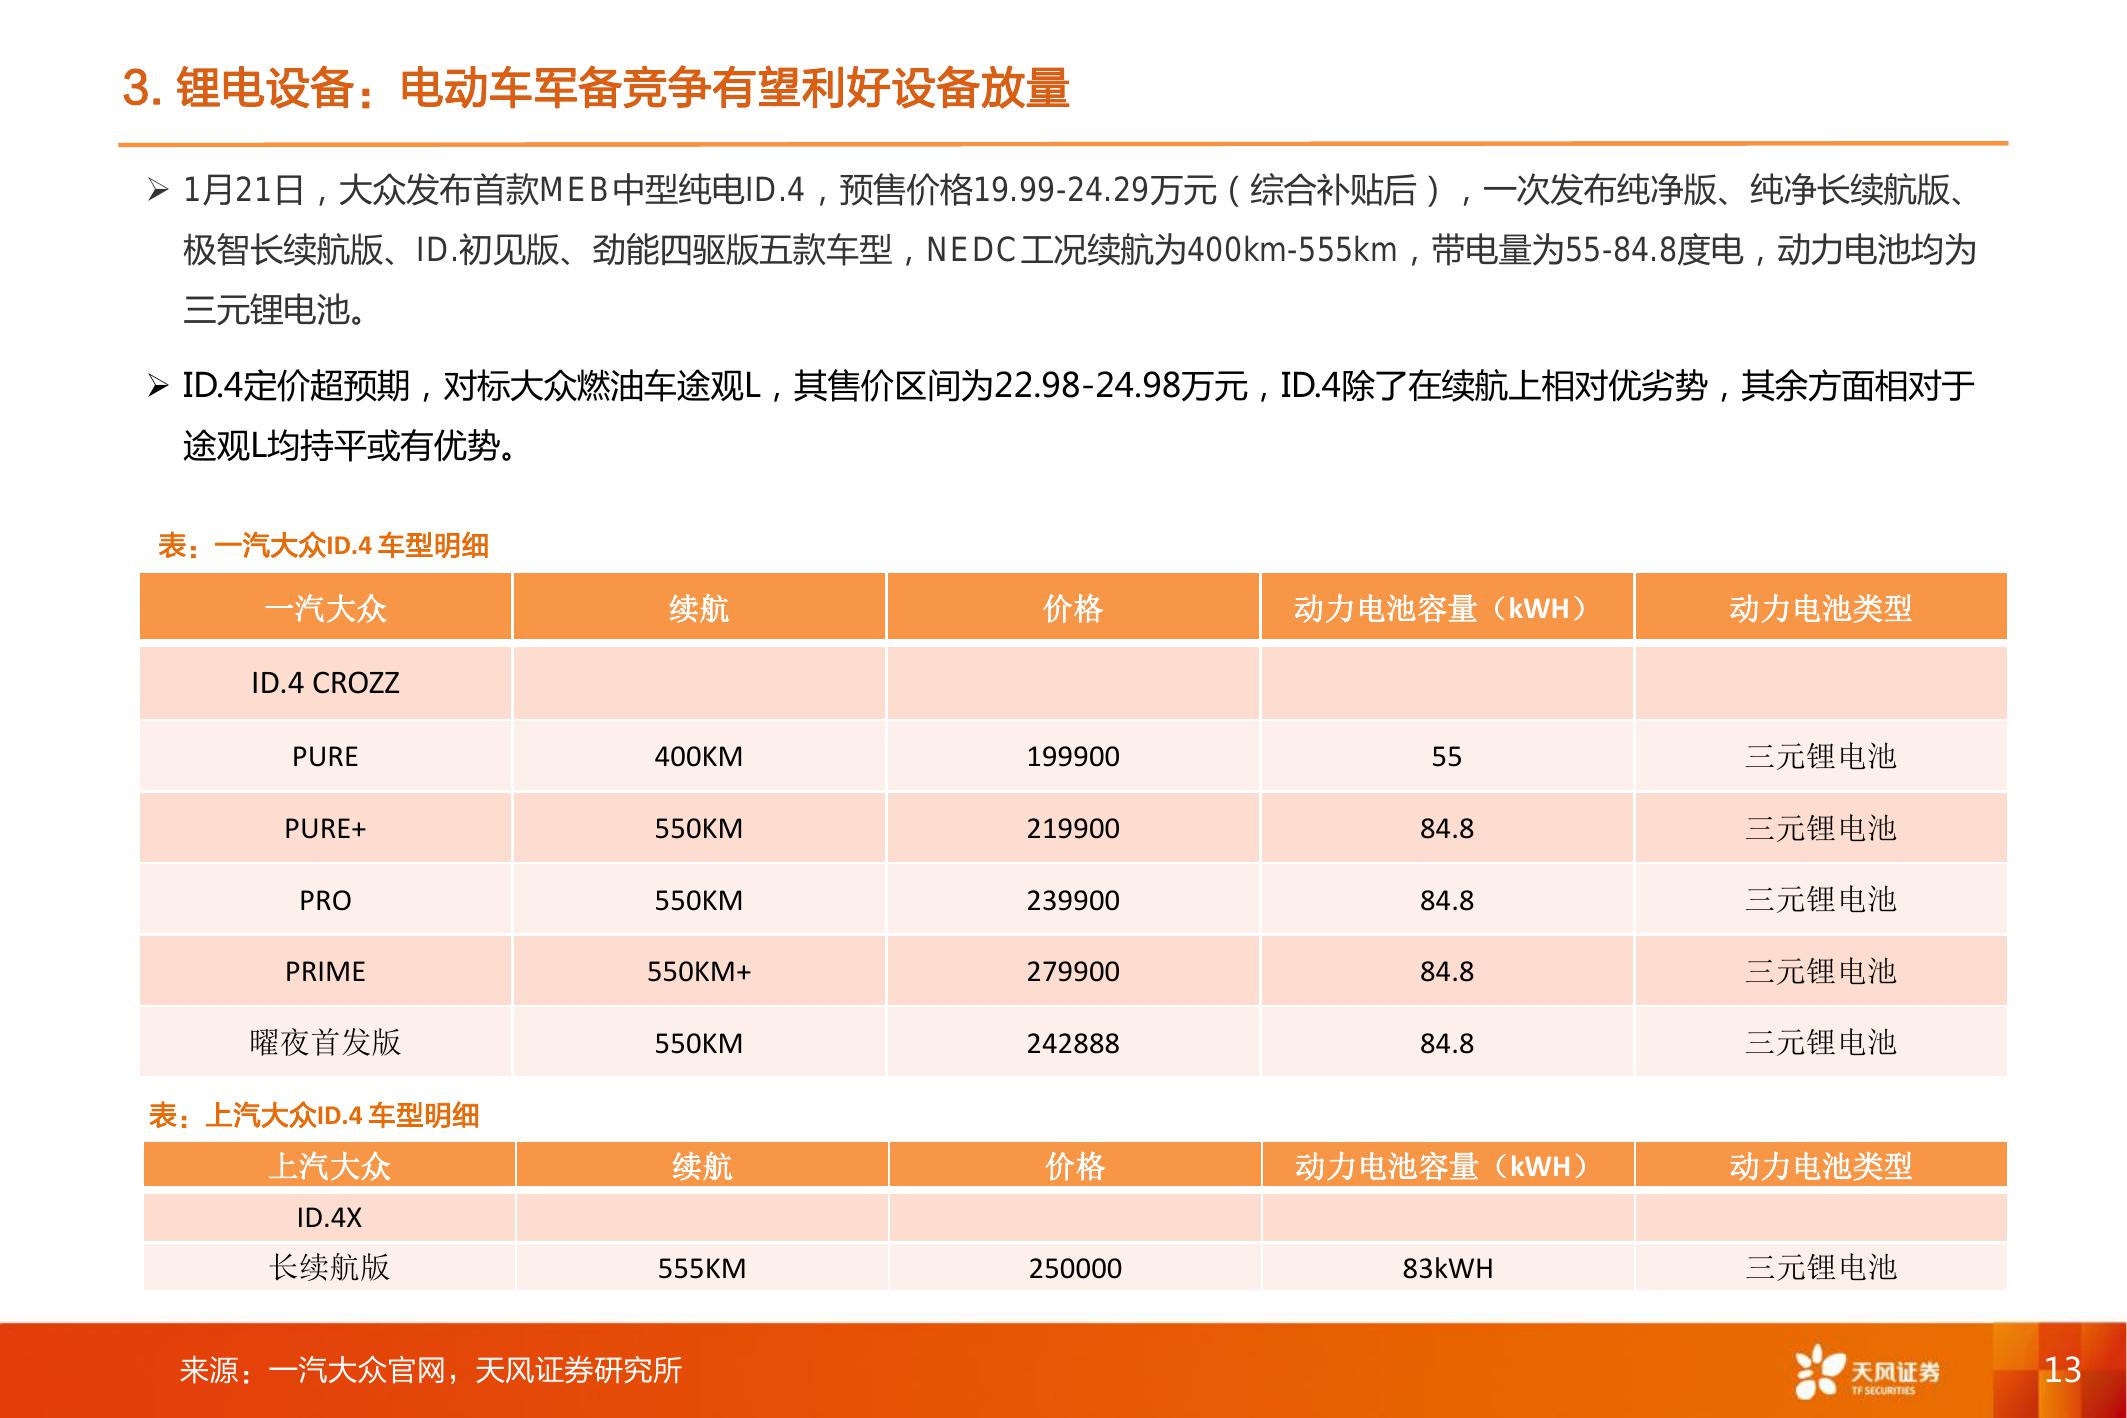 3. 锂电设备：电动车军备竞争有望利好设备放量
➢ 1月21日，大众发布首款MEB中型纯电ID.4，预售价格19.99-24.29万元（综合补贴后），一次发布纯净版、纯净长续航版、
极智长续航版、ID.初见版、劲能四驱版五款车型，NEDC工况续航为400km-555km，带电量为55-84.8度电，动力电池均为
三元锂电池。
➢ ID.4定价超预期，对标大众燃油车途观L，其售价区间为22.98-24.98万元，ID.4除了在续航上相对优劣势，其余方面相对于
途观L均持平或有优势。
表：一汽大众ID.4 车型明细
一汽大众 续航 价格 动力电池容量（kWH） 动力电池类型
ID.4 CROZZ
PURE 400KM 199900 55 三元锂电池
PURE+ 550KM 219900 84.8 三元锂电池
PRO 550KM 239900 84.8 三元锂电池
PRIME 550KM+ 279900 84.8 三元锂电池
曜夜首发版 550KM 242888 84.8 三元锂电池
表：上汽大众ID.4 车型明细
上汽大众 续航 价格 动力电池容量（kWH） 动力电池类型
ID.4X
长续航版 555KM 250000 83kWH 三元锂电池
来源：一汽大众官网，天风证券研究所
天风证券
TF SECURITIES
13